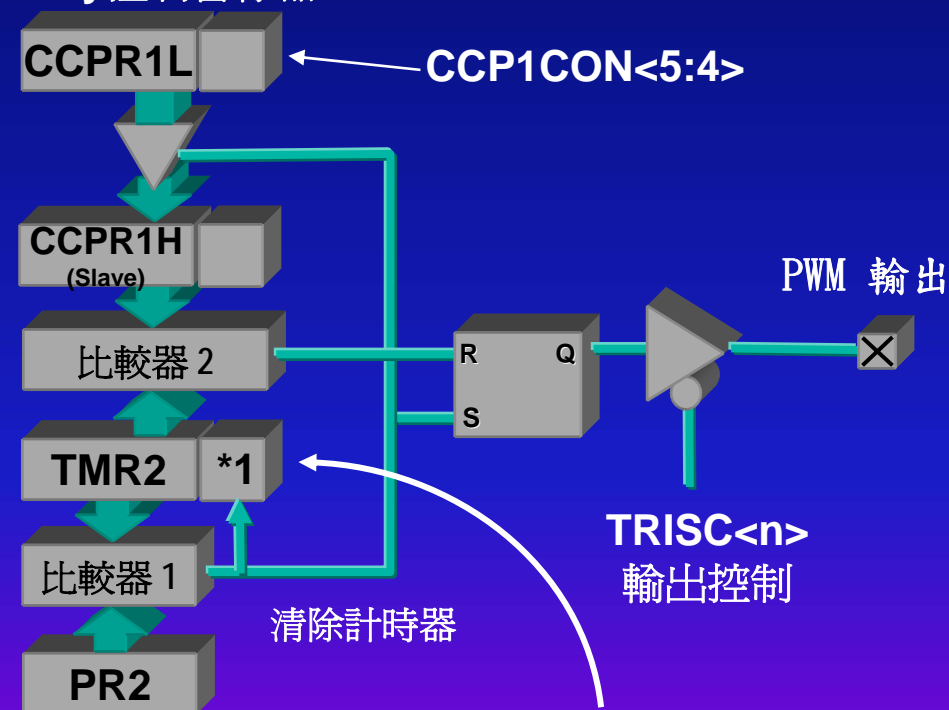 CCPR1L
CCP1CON<5:4>
CCPR1H
(Slave)
PWM 輸出
比較器 2
R
Q
S
TMR2
*1
TRISC<n>
輸出控制
比較器 1
清除計時器
PR2